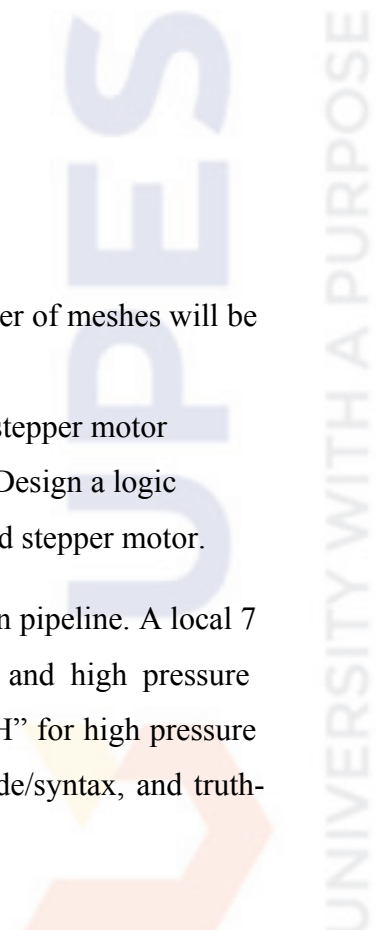 er of meshes will be
stepper motor
Design a logic
d stepper motor.
n pipeline. A local 7
and high pressure
H” for high pressure
de/syntax, and truth-
UPES
UNIVERSITY WITH A PURPOSE